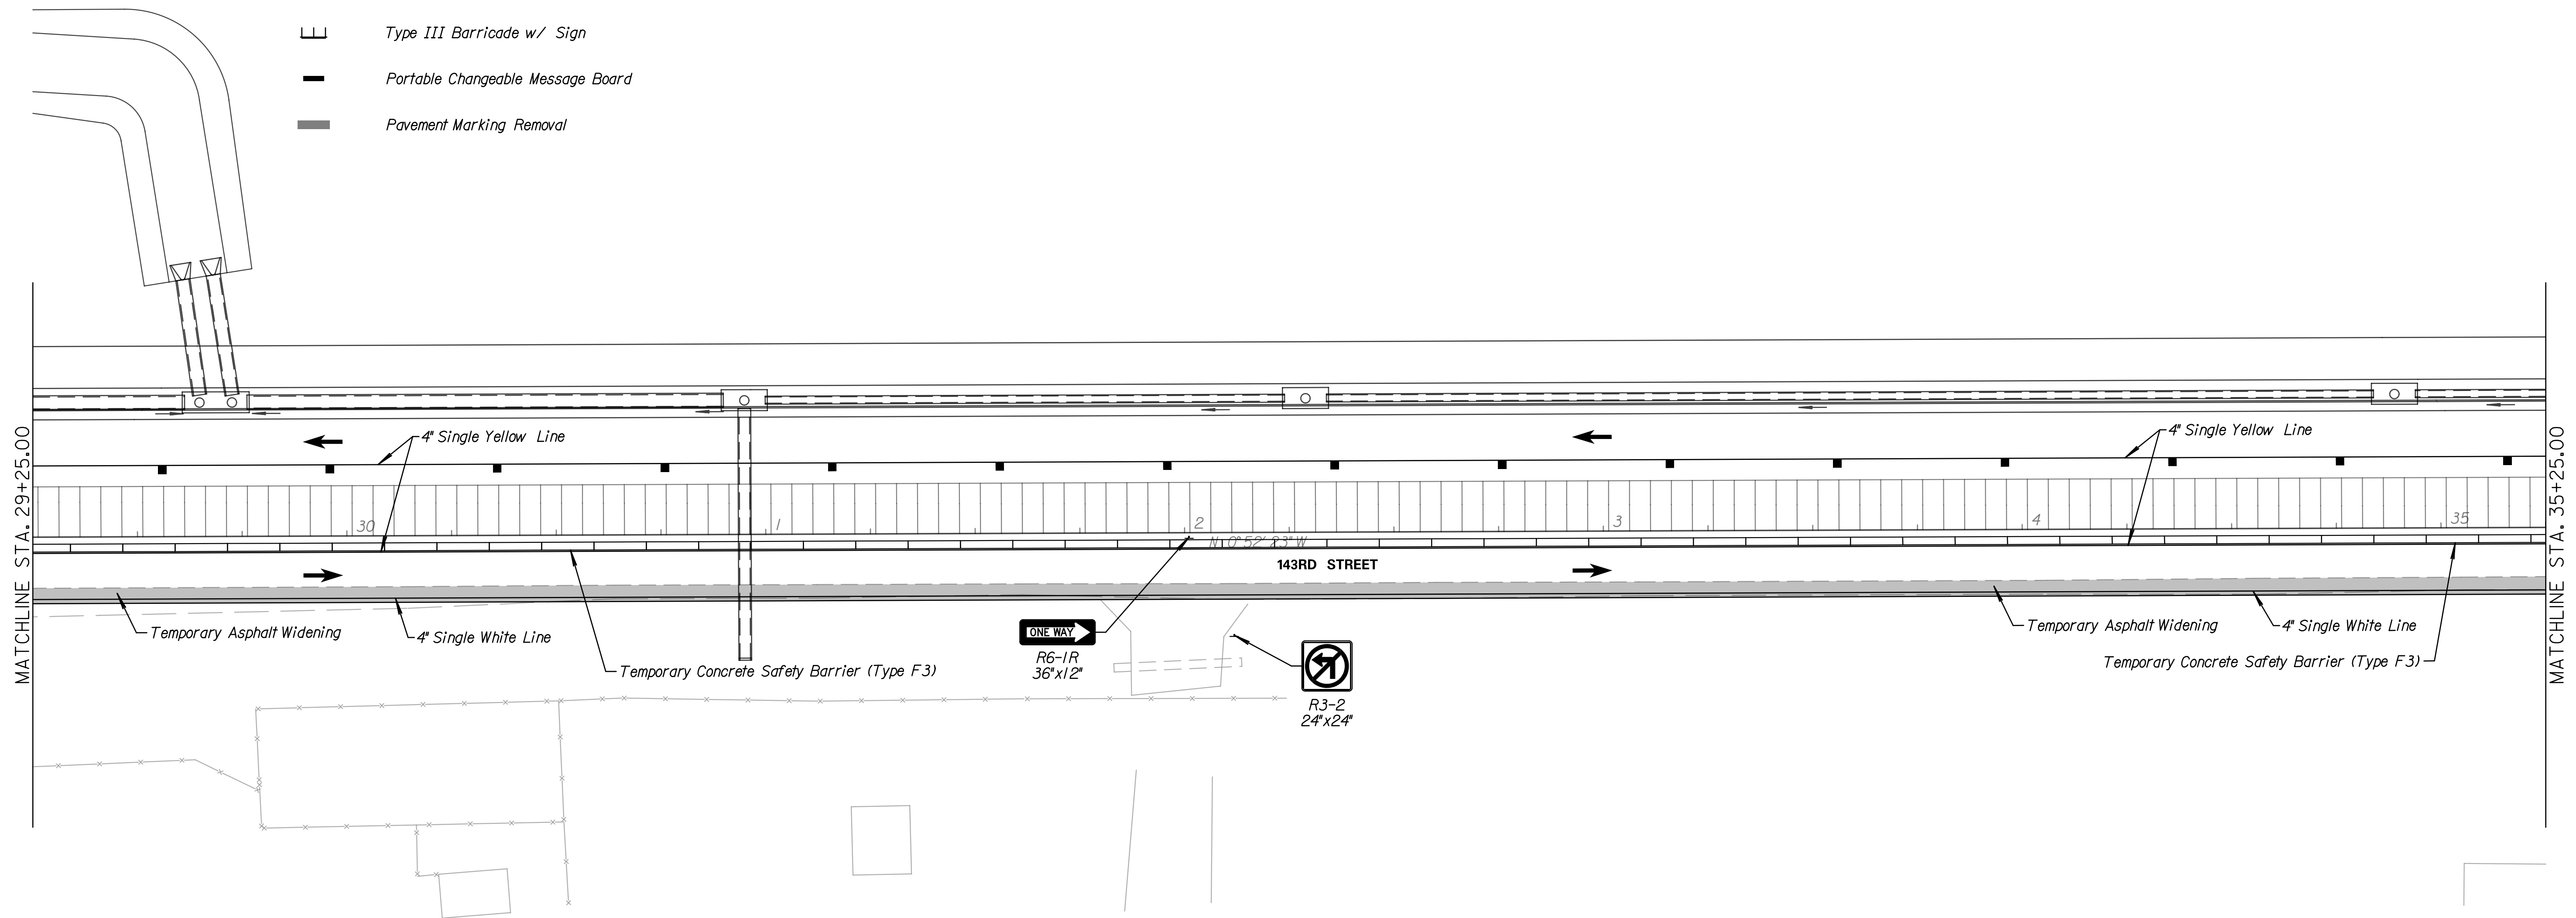 Type III Barricade w/ Sign
Portable Changeable Message Board
Pavement Marking Removal
MATCHLINE STA. 29+25.00
MATCHLINE STA. 35+25.00
4" Single Yellow Line
4" Single Yellow Line
30
1
2
3
4
35
N 0°52'23" W
143RD STREET
Temporary Asphalt Widening
4" Single White Line
ONE WAY
R6-1R
36"x12"
Temporary Concrete Safety Barrier (Type F3)
R3-2
24"x24"
Temporary Asphalt Widening
4" Single White Line
Temporary Concrete Safety Barrier (Type F3)